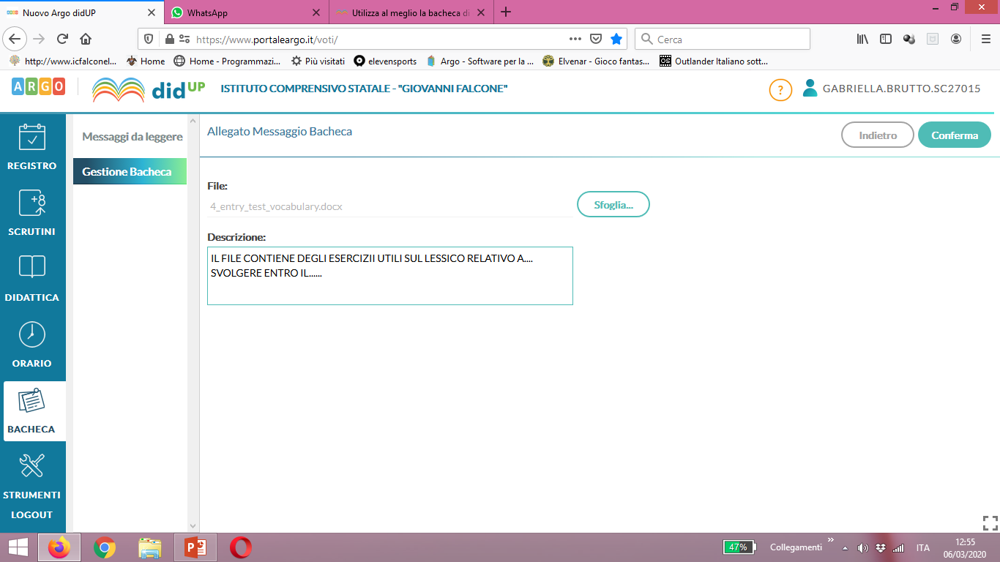 Nuovo Argo didUP
WhatsApp
Utilizza al meglio la bacheca di
https://www.portaleargo.it/voti/
Cerca
http://www.icfalconel...
Home
Home - Programmazi...
Più visitati
elevensports
Argo - Software per la ...
Elvenar - Gioco fantas...
OS
Outlander Italiano sott...
ARGO
didUP
ISTITUTO COMPRENSIVO STATALE - "GIOVANNI FALCONE"
?
GABRIELLA.BRUTTO.SC27015
REGISTRO
+8
SCRUTINI
DIDATTICA
ORARIO
BACHECA
STRUMENTI
LOGOUT
Messaggi da leggere
Gestione Bacheca
Allegato Messaggio Bacheca
Indietro
Conferma
File:
4_entry_test_vocabulary.docx
Sfoglia...
Descrizione:
IL FILE CONTIENE DEGLI ESERCIZII UTILI SUL LESSICO RELATIVO A....
SVOLGERE ENTRO IL......
47%
Collegamenti
ITA
12:55
06/03/2020